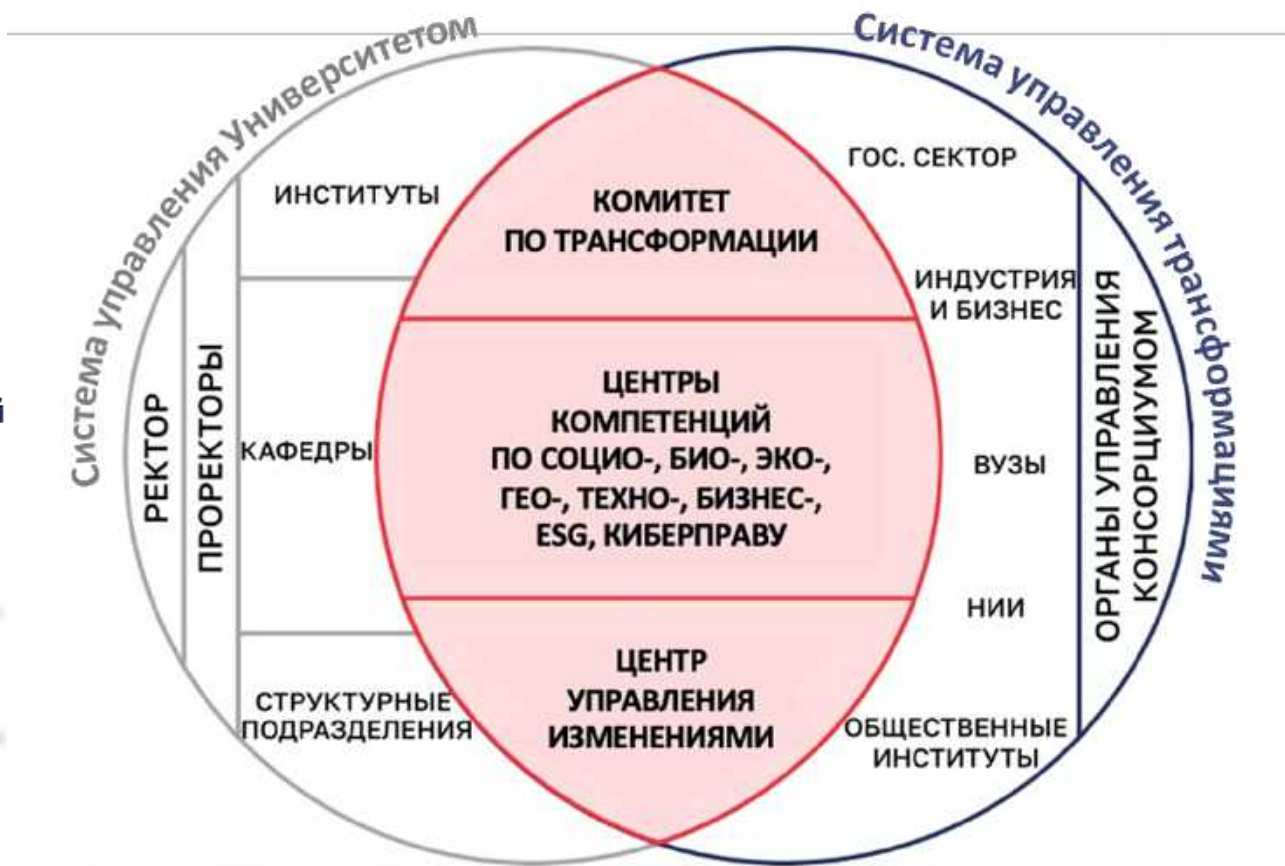 Система управления Университетом
Система управления трансформациями
ИНСТИТУТЫ
КАФЕДРЫ
СТРУКТУРНЫЕ
ПОДРАЗДЕЛЕНИЯ
РЕКТОР
ПРОРЕКТОРЫ
КОМИТЕТ
ПО ТРАНСФОРМАЦИИ
ЦЕНТРЫ
КОМПЕТЕНЦИЙ
ПО СОЦИО-, БИО-, ЭКО-,
ГЕО-, ТЕХНО-, БИЗНЕС-,
ESG, КИБЕРПРАВУ
ЦЕНТР
УПРАВЛЕНИЯ
ИЗМЕНЕНИЯМИ
ГОС. СЕКТОР
ИНДУСТРИЯ
И БИЗНЕС
ВУЗЫ
НИИ
ОБЩЕСТВЕННЫЕ
ИНСТИТУТЫ
ОРГАНЫ УПРАВЛЕНИЯ
КОНСОРЦИУМОМ